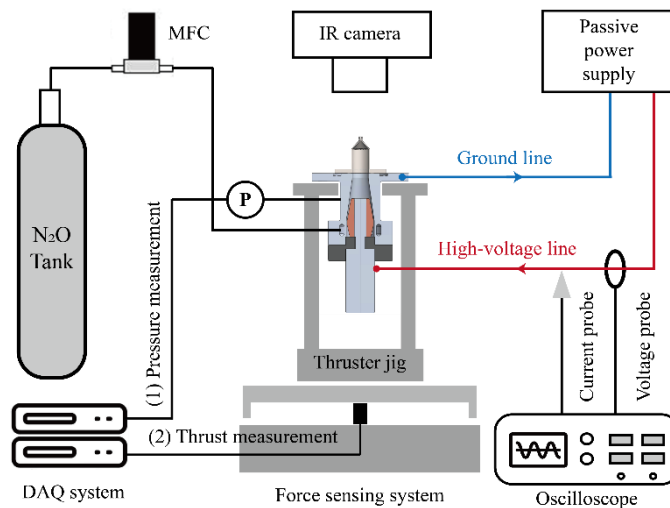 MFC
IR camera
Passive
power
supply
Ground line
P
N₂O
Tank
High-voltage line
(1) Pressure measurement
Thruster jig
Current probe
Voltage probe
(2) Thrust measurement
DAQ system
Force sensing system
Oscilloscope